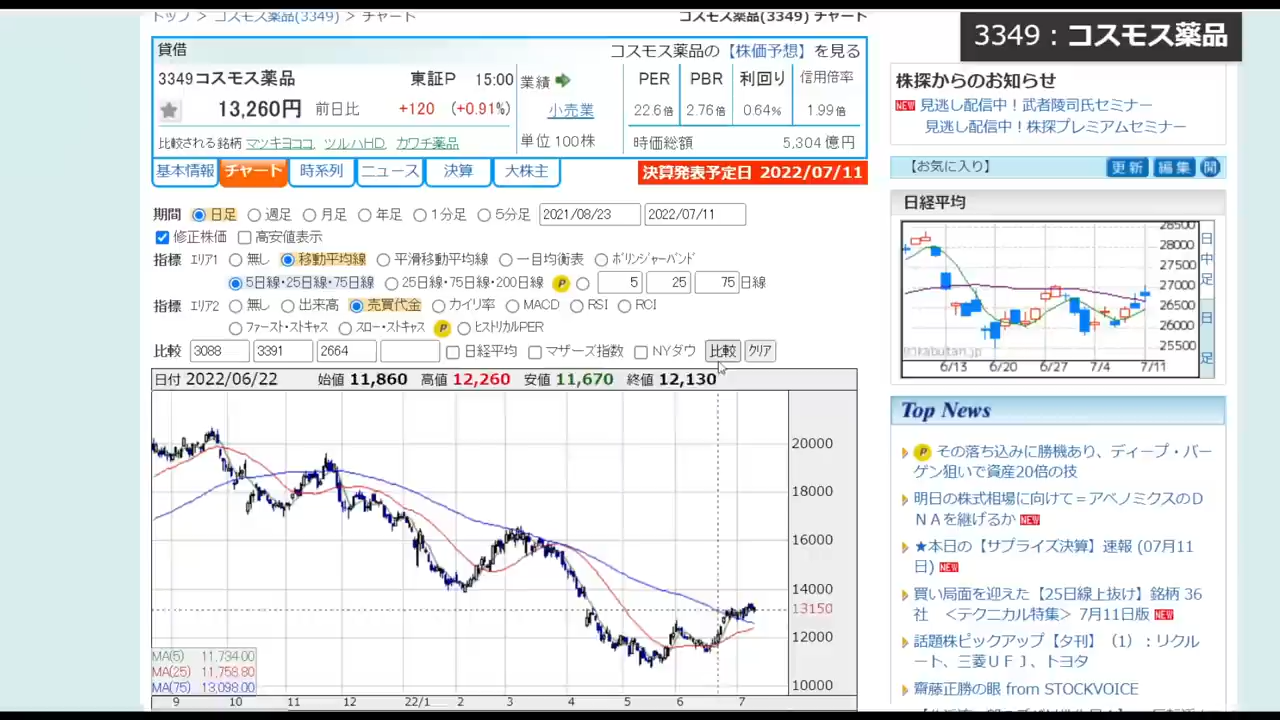 トップ > コスモス薬品(3349) > チャート
コスモス薬品(3349) チャート
3349：コスモス薬品
貸借
コスモス薬品の【株価予想】を見る
3349コスモス薬品 東証P 15:00
13,260円 前日比 +120 (+0.91%)
比較される銘柄 マツキヨココ, ツルハHD, カワチ薬品
業績
小売業
単位 100株
PER PBR 利回り 信用倍率
22.6倍 2.76倍 0.64% 1.99倍
時価総額 5,304億円
基本情報 チャート 時系列 ニュース 決算 大株主
決算発表予定日 2022/07/11
期間 日足 週足 月足 年足 1分足 5分足 2021/08/23 2022/07/11
修正株価 高安値表示
指標 エリア1 無し 移動平均線 平滑移動平均線 一目均衡表 ボリンジャーバンド
5日線・25日線・75日線 25日線・75日線・200日線 P 5 25 75 日線
指標 エリア2 無し 出来高 売買代金 カイリ率 MACD RSI RCI
ファースト・ストキャス スロー・ストキャス P ヒストリカルPER
比較 3088 3391 2664 日経平均 マザーズ指数 NYダウ 比較 クリア
日付 2022/06/22 始値 11,860 高値 12,260 安値 11,670 終値 12,130
20000
18000
16000
14000
13150
12000
10000
MA(5) 11,734.00
MA(25) 11,758.80
MA(75) 13,098.00
9 10 11 12 22/1 2 3 4 5 6 7
株探からのお知らせ
NEW 見逃し配信中！武者陵司氏セミナー
見逃し配信中！株探プレミアムセミナー
【お気に入り】 更新 編集 開
日経平均
28500
28000
27500
27000
26500
26000
25500
日
中
足
日
足
6/13 6/20 6/27 7/4 7/11
Top News
P その落ち込みに勝機あり、ディープ・バー
ゲン狙いで資産20倍の技
明日の株式相場に向けて＝アベノミクスのD
NAを継げるか NEW
★本日の【サプライズ決算】速報 (07月11
日) NEW
買い局面を迎えた【25日線上抜け】銘柄 36
社 ＜テクニカル特集＞ 7月11日版 NEW
話題株ピックアップ【夕刊】（1）：リクル
ート、三菱UFJ、トヨタ
齋藤正勝の眼 from STOCKVOICE